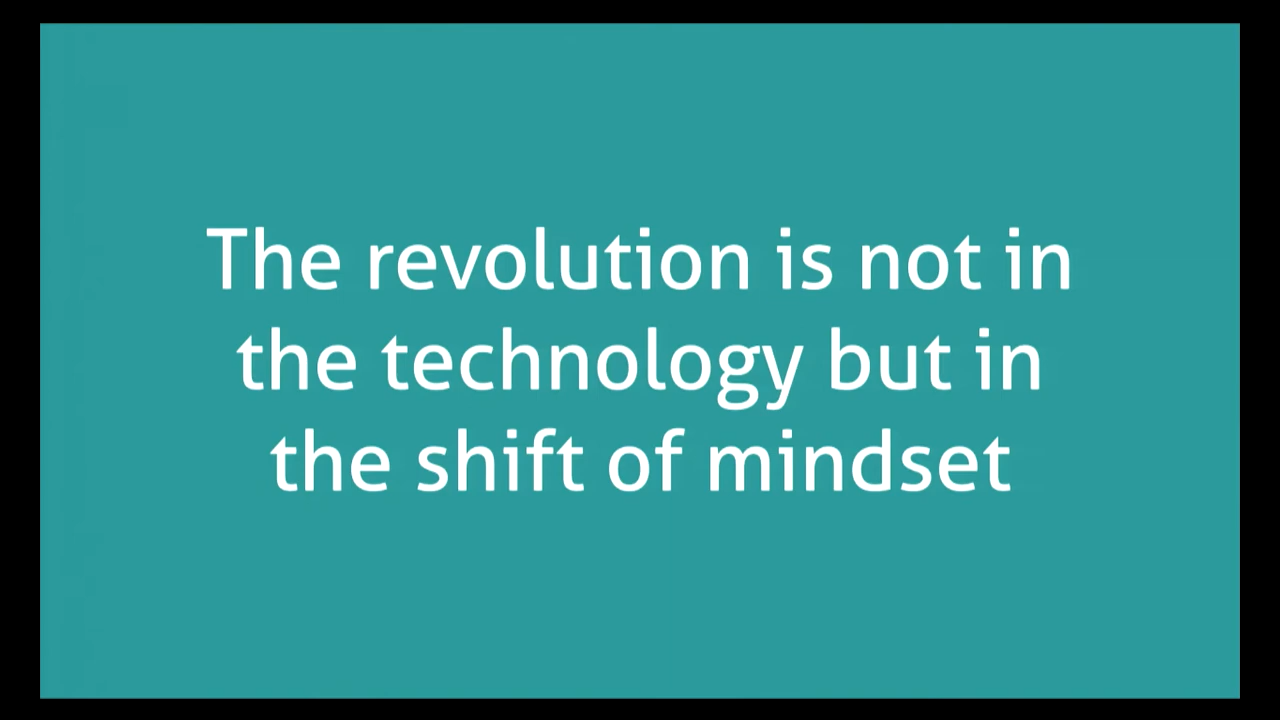 The revolution is not in
the technology but in
the shift of mindset